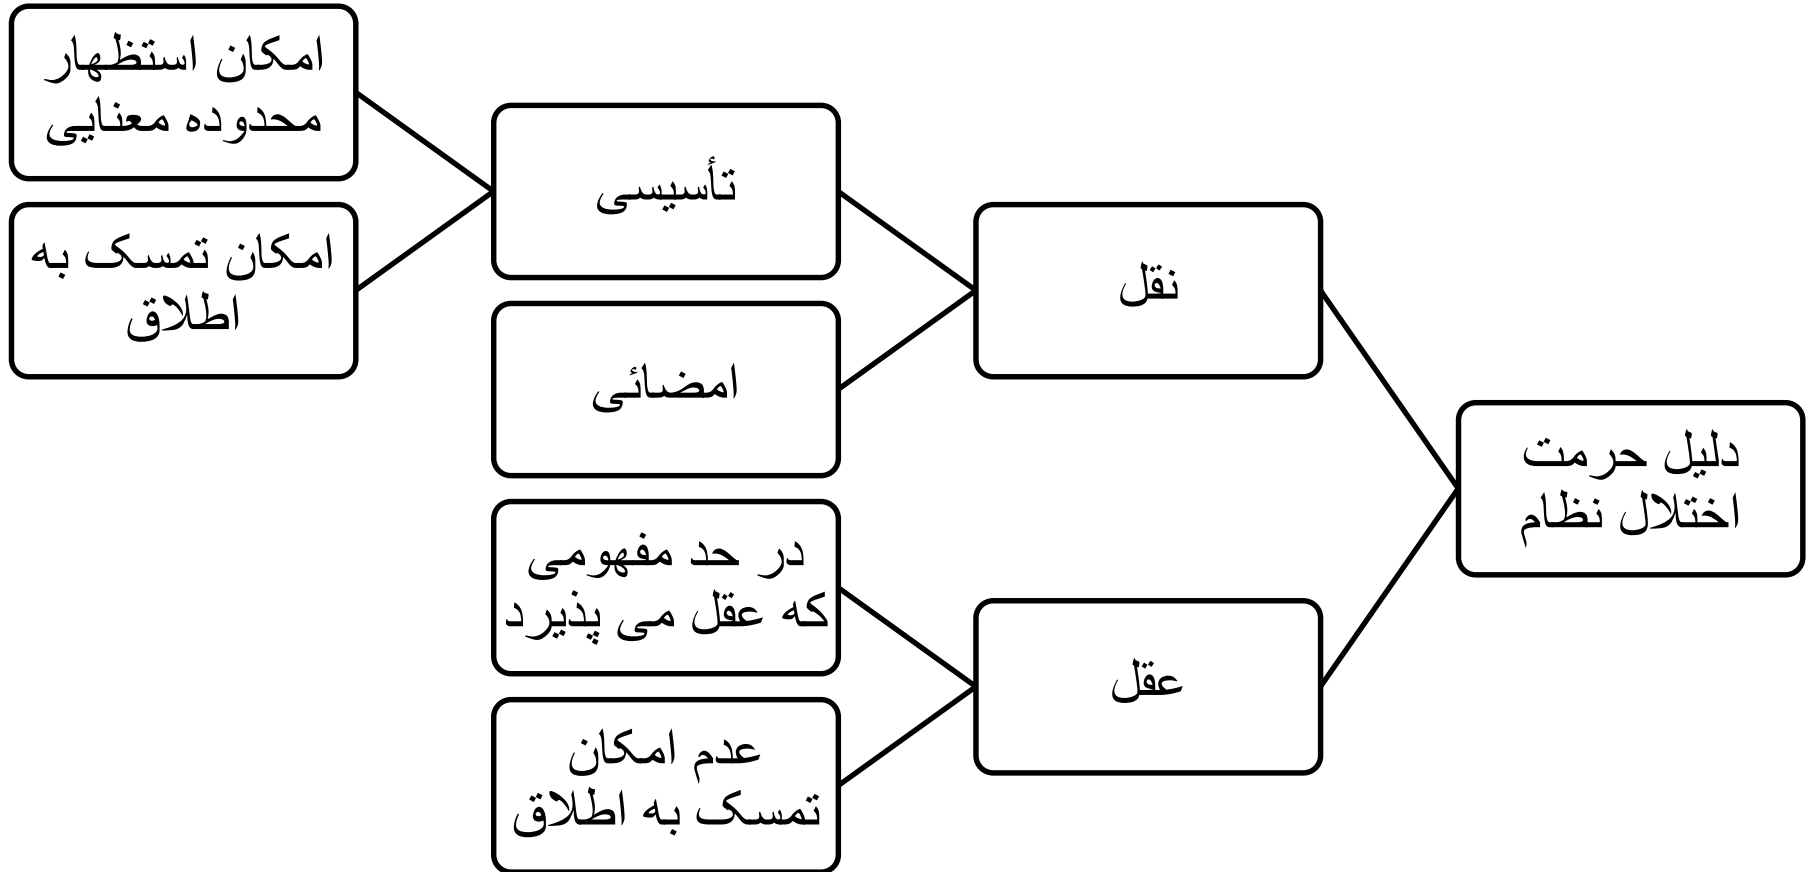 دلیل حرمت
اختلال نظام
نقل
تأسیسی
امکان استظهار
محدوده معنایی
امکان تمسک به
اطلاق
امضائی
عقل
در حد مفهومی
که عقل می پذیرد
عدم امکان
تمسک به اطلاق